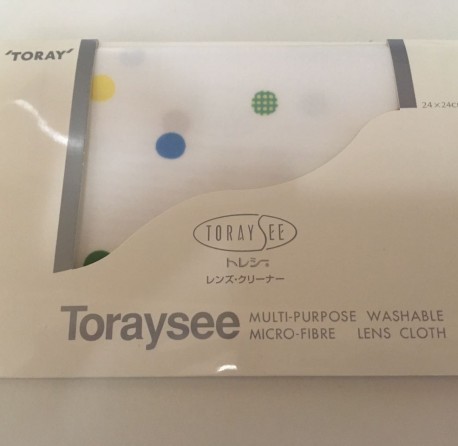 'TORAY'
24×24c
TORAYSEE
トレシー
レンズ・クリーナー
Toraysee
MULTI-PURPOSE WASHABLE
MICRO-FIBRE LENS CLOTH